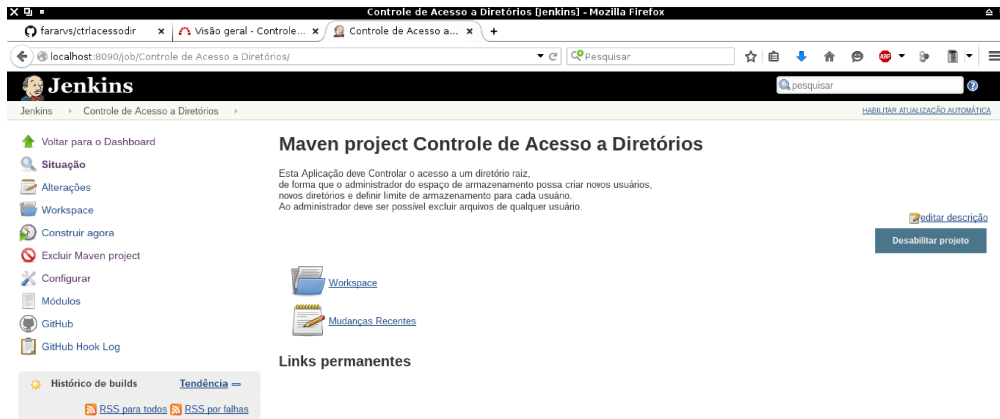 Controle de Acesso a Diretórios [Jenkins] - Mozilla Firefox
fararvs/ctrlacessodir
Visão geral - Controle...
Controle de Acesso a...
localhost:8090/job/Controle de Acesso a Diretórios/
Pesquisar
ABP
Jenkins
pesquisar
Jenkins
Controle de Acesso a Diretórios
HABILITAR ATUALIZAÇÃO AUTOMÁTICA
Voltar para o Dashboard
Situação
Alterações
Workspace
Construir agora
Excluir Maven project
Configurar
Módulos
GitHub
GitHub Hook Log
Histórico de builds
Tendência
RSS para todos
RSS por falhas
Maven project Controle de Acesso a Diretórios
Esta Aplicação deve Controlar o acesso a um diretório raiz,
de forma que o administrador do espaço de armazenamento possa criar novos usuários,
novos diretórios e definir limite de armazenamento para cada usuário.
Ao administrador deve ser possível excluir arquivos de qualquer usuário.
editar descrição
Desabilitar projeto
Workspace
Mudanças Recentes
Links permanentes